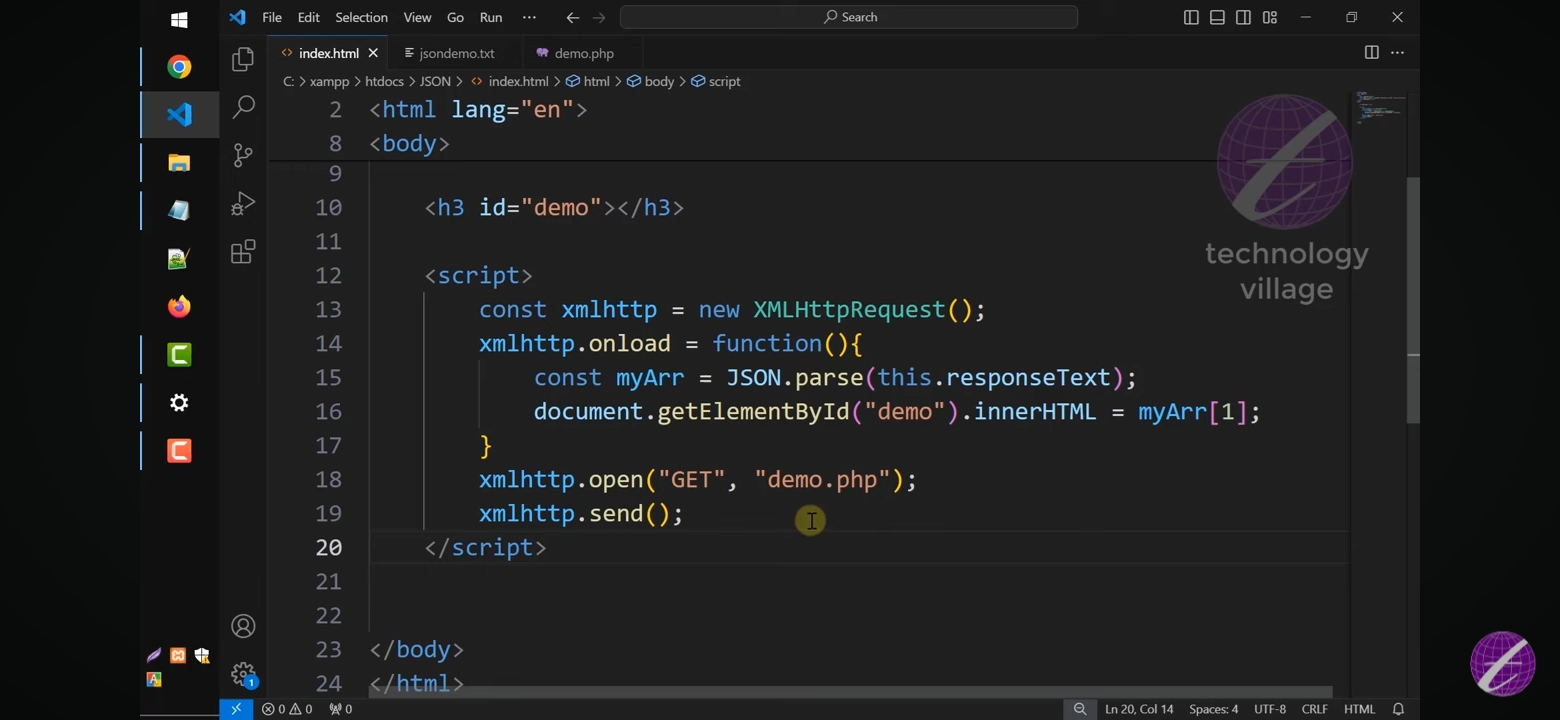 File Edit Selection View Go Run ··· Search
index.html jsondemo.txt demo.php
C: > xampp > htdocs > JSON > index.html > html > body > script
2 <html lang="en">
8 <body>
9
10 <h3 id="demo"></h3>
11
12 <script>
13 const xmlhttp = new XMLHttpRequest();
14 xmlhttp.onload = function(){
15 const myArr = JSON.parse(this.responseText);
16 document.getElementById("demo").innerHTML = myArr[1];
17 }
18 xmlhttp.open("GET", "demo.php");
19 xmlhttp.send();
20 </script>
21
22
23 </body>
24 </html>
technology
village
1
0 0 0 Ln 20, Col 14 Spaces: 4 UTF-8 CRLF HTML